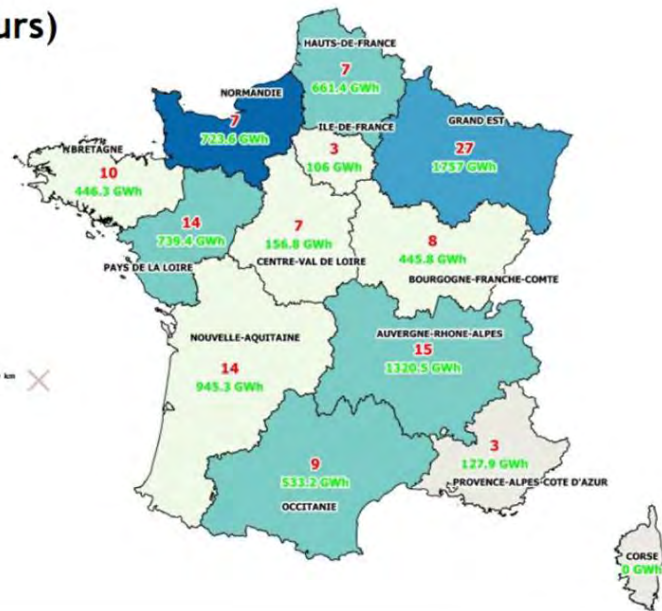 urs)
HAUTS-DE-FRANCE
7
661.4 GWh
NORMANDIE
7
723.6 GWh
ILE-DE-FRANCE
3
106 GWh
GRAND EST
27
1757 GWh
BRETAGNE
10
446.3 GWh
14
739.4 GWh
PAYS DE LA LOIRE
7
156.8 GWh
CENTRE-VAL DE LOIRE
8
445.8 GWh
BOURGOGNE-FRANCHE-COMTE
NOUVELLE-AQUITAINE
14
945.3 GWh
AUVERGNE-RHONE-ALPES
15
1320.5 GWh
km
9
533.2 GWh
OCCITANIE
3
127.9 GWh
PROVENCE-ALPES-COTE D'AZUR
CORSE
0 GWh